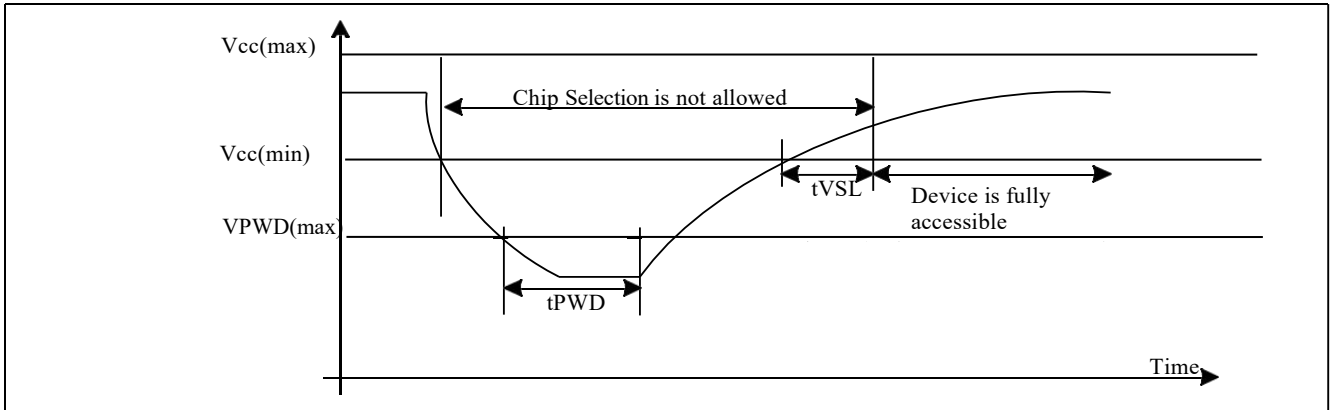 Vcc(max)
Chip Selection is not allowed
Vcc(min)
tVSL
Device is fully
accessible
VPWD(max)
tPWD
Time